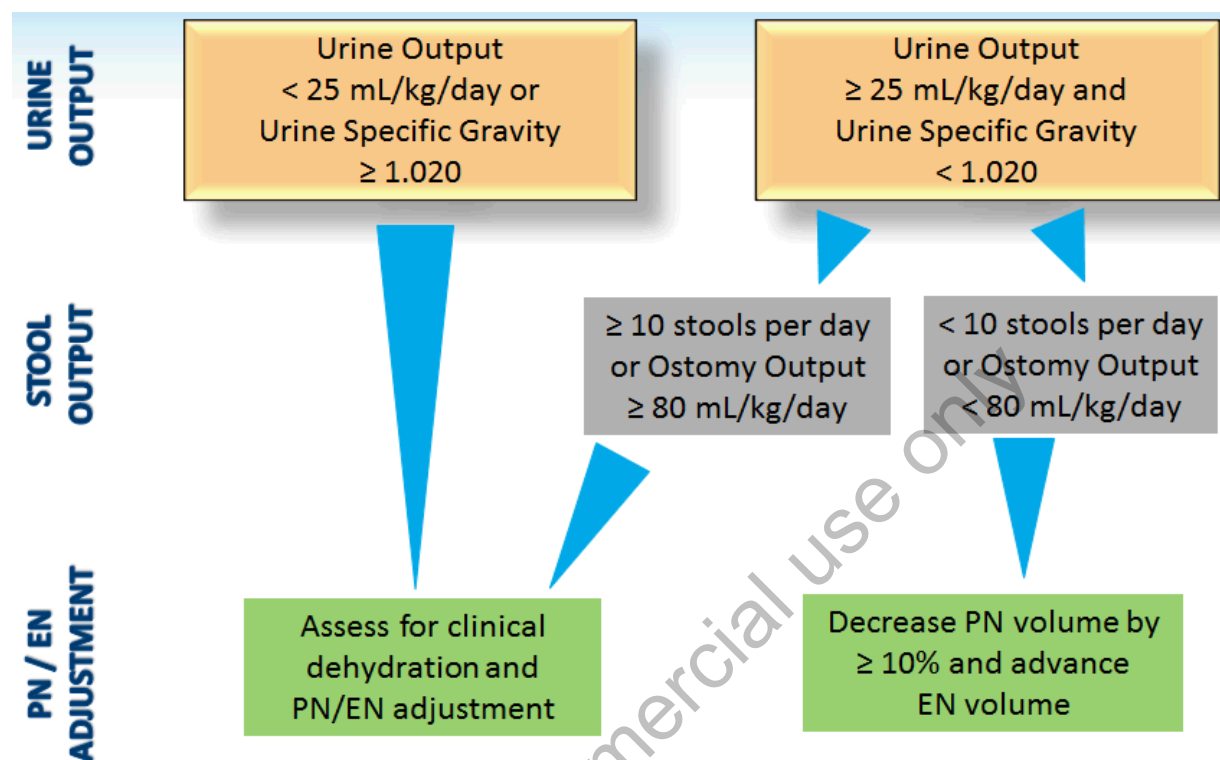 URINE
OUTPUT
Urine Output
< 25 mL/kg/day or
Urine Specific Gravity
≥ 1.020
Urine Output
≥ 25 mL/kg/day and
Urine Specific Gravity
< 1.020
STOOL
OUTPUT
≥ 10 stools per day
or Ostomy Output
≥ 80 mL/kg/day
< 10 stools per day
or Ostomy Output
< 80 mL/kg/day
PN / EN
ADJUSTMENT
Assess for clinical
dehydration and
PN/EN adjustment
Decrease PN volume by
≥ 10% and advance
EN volume
mercial use only